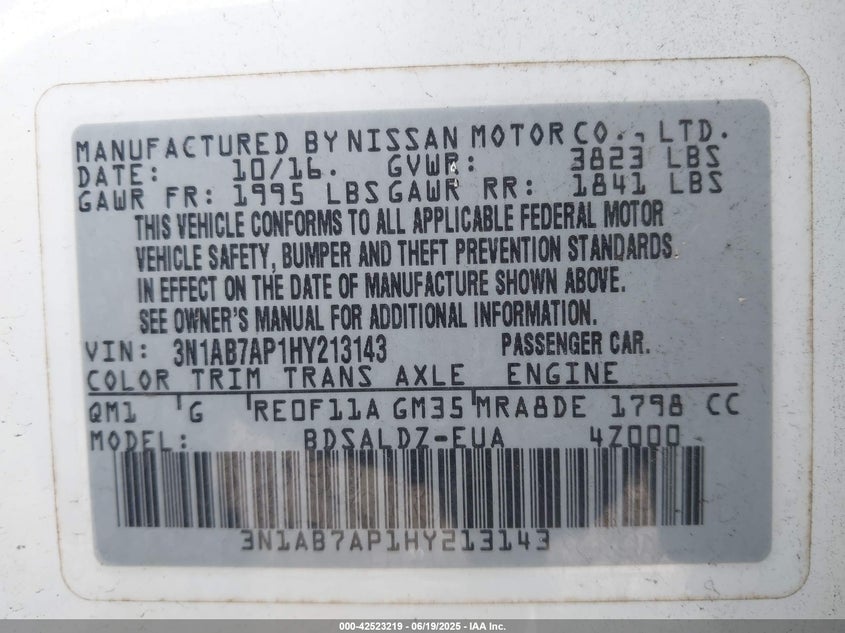 MANUFACTURED BY NISSAN MOTOR CO., LTD.
DATE: 10/16. GVWR: 3823 LBS
GAWR FR: 1995 LBS GAWR RR: 1841 LBS
THIS VEHICLE CONFORMS TO ALL APPLICABLE FEDERAL MOTOR
VEHICLE SAFETY, BUMPER AND THEFT PREVENTION STANDARDS.
IN EFFECT ON THE DATE OF MANUFACTURE SHOWN ABOVE.
SEE OWNER'S MANUAL FOR ADDITIONAL INFORMATION.
VIN: 3N1AB7AP1HY213143 PASSENGER CAR.
COLOR TRIM TRANS AXLE ENGINE
QM1 G RE0F11A GM35 MRA8DE 1798 CC
MODEL: BDSALDZ-EUA 4Z000
3N1AB7AP1HY213143
000-42523219 - 06/19/2025 - IAA Inc.